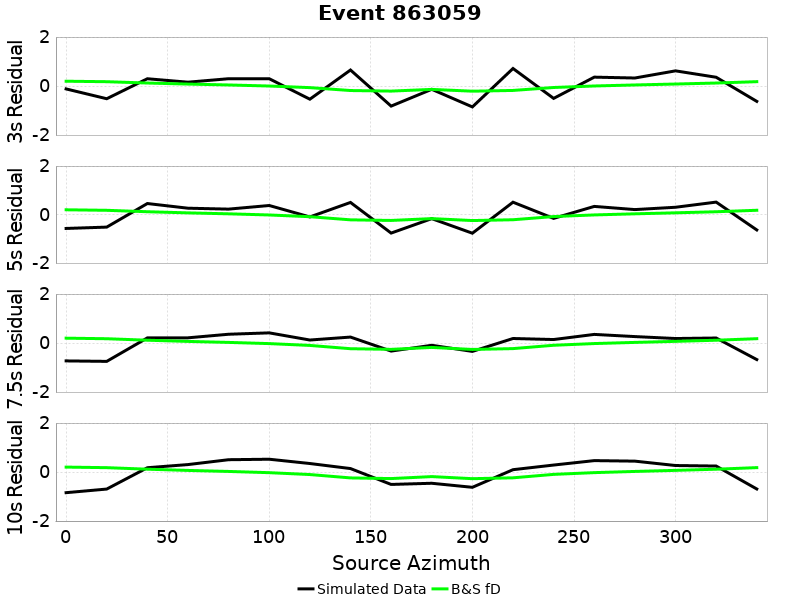 Event 863059
3s Residual
2
0
-2
5s Residual
2
0
-2
7.5s Residual
2
0
-2
10s Residual
2
0
-2
0 50 100 150 200 250 300
Source Azimuth
Simulated Data B&S fD